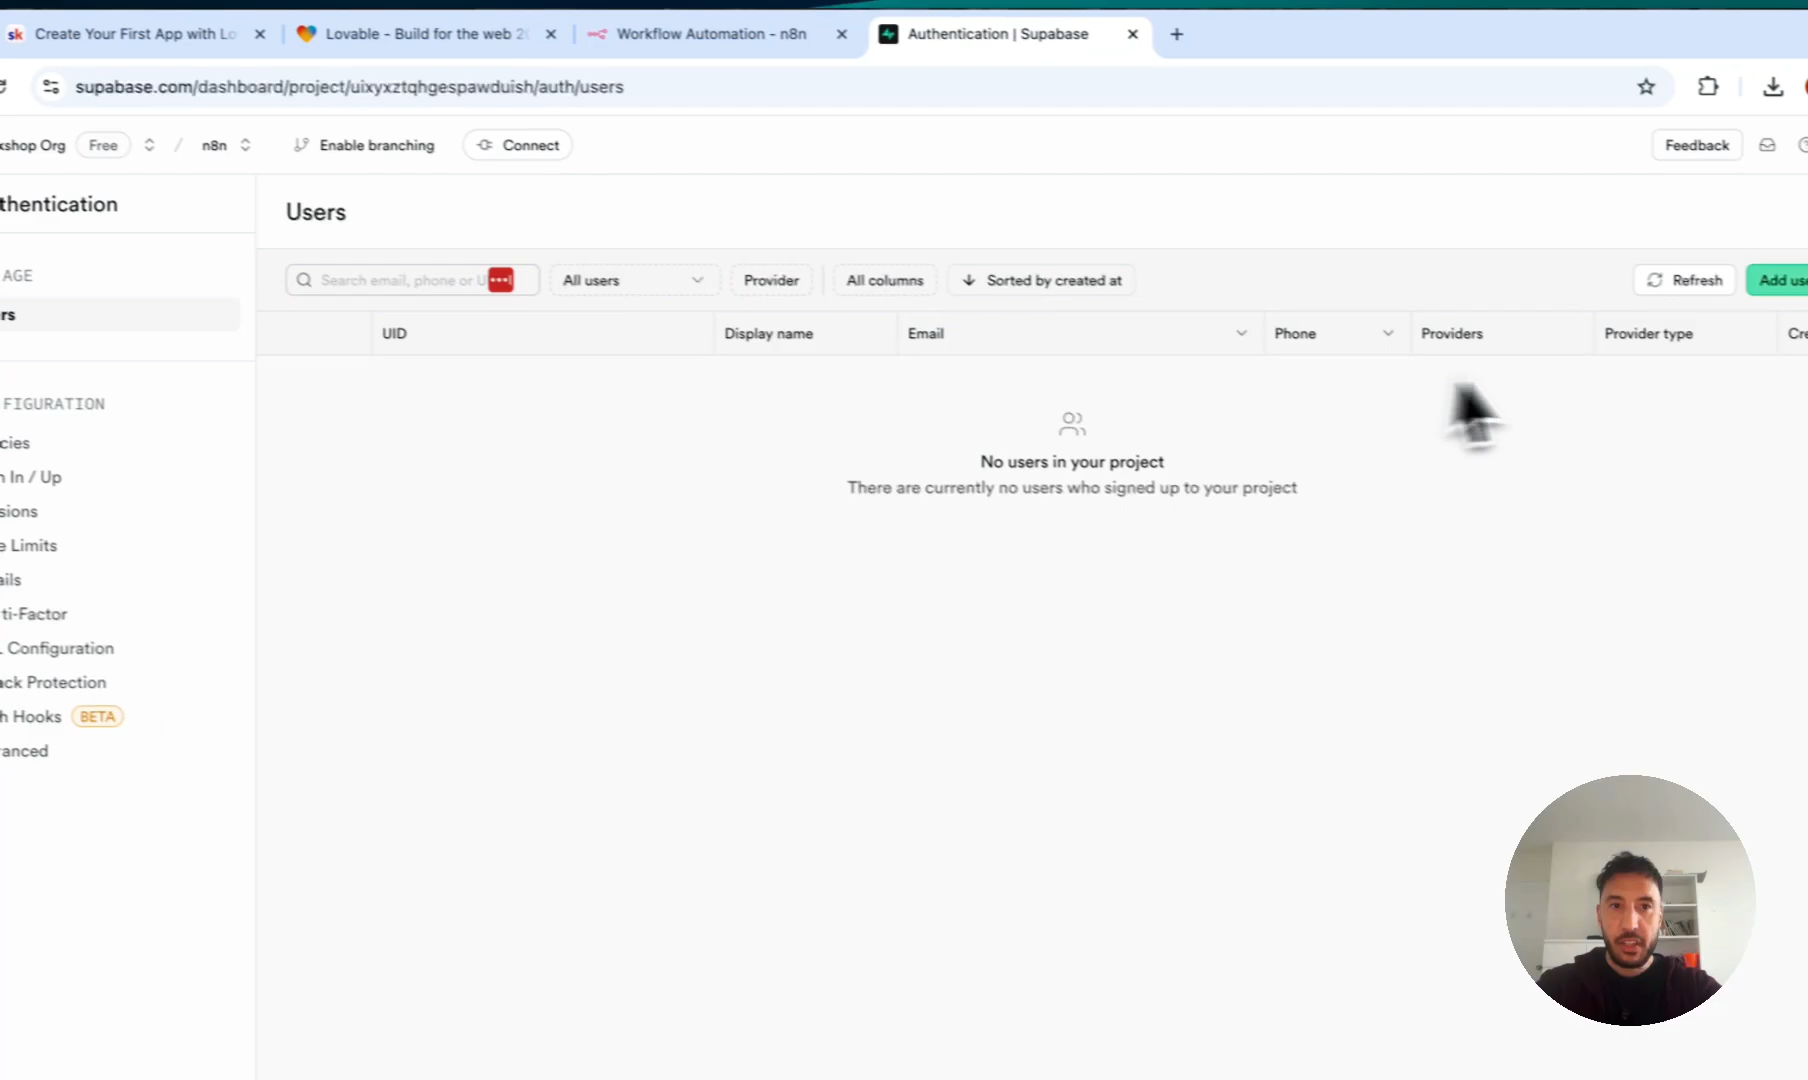 sk Create Your First App with Lo
Lovable - Build for the web 2
Workflow Automation - n8n
Authentication | Supabase
supabase.com/dashboard/project/uixyxztqhgespawduish/auth/users
kshop Org Free / n8n Enable branching Connect Feedback
thentication
Users
AGE
Search email, phone or U All users Provider All columns Sorted by created at Refresh Add use
rs
UID Display name Email Phone Providers Provider type Cre
FIGURATION
cies
No users in your project
n In / Up
There are currently no users who signed up to your project
sions
e Limits
ails
ti-Factor
L Configuration
ack Protection
h Hooks BETA
vanced